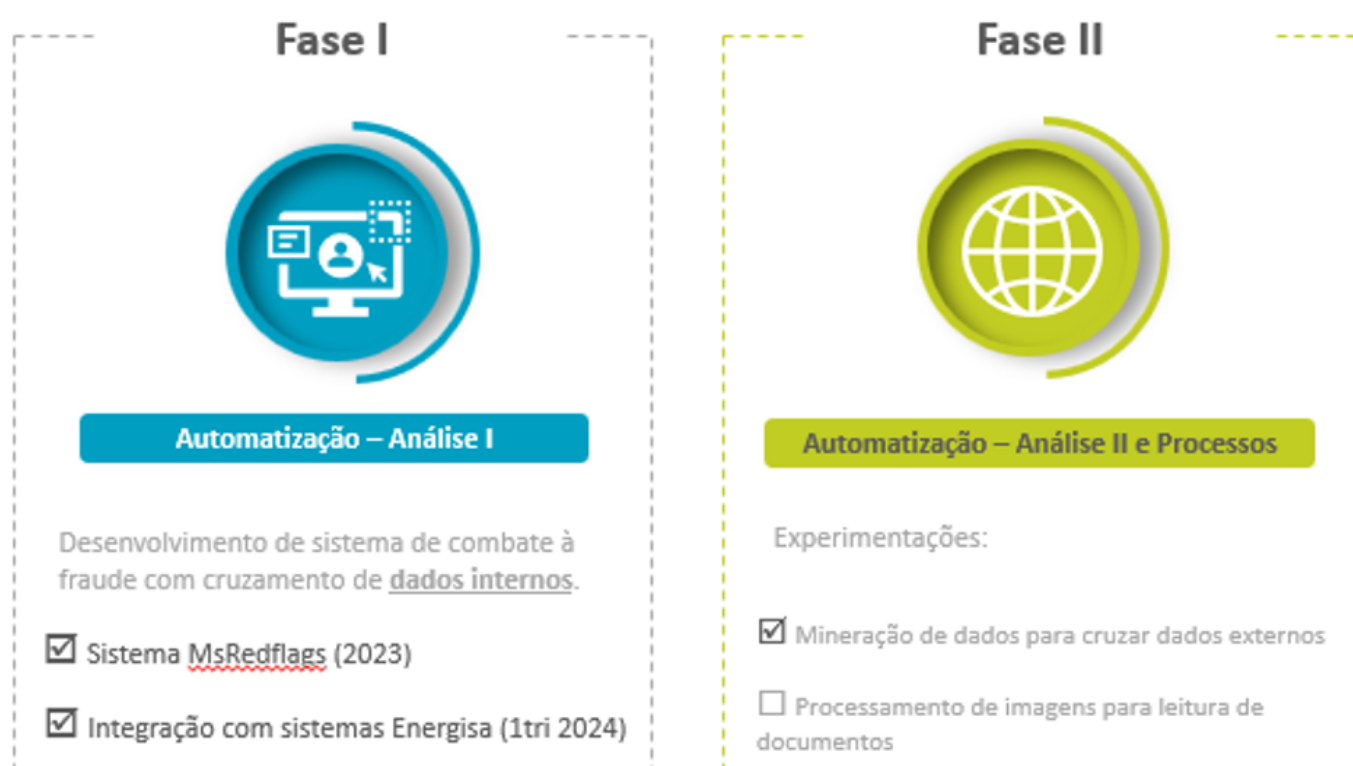 Fase I
Automatização – Análise I
Desenvolvimento de sistema de combate à
fraude com cruzamento de dados internos.
☑ Sistema MsRedflags (2023)
☑ Integração com sistemas Energisa (1tri 2024)
Fase II
Automatização – Análise II e Processos
Experimentações:
☑ Mineração de dados para cruzar dados externos
☐ Processamento de imagens para leitura de
documentos